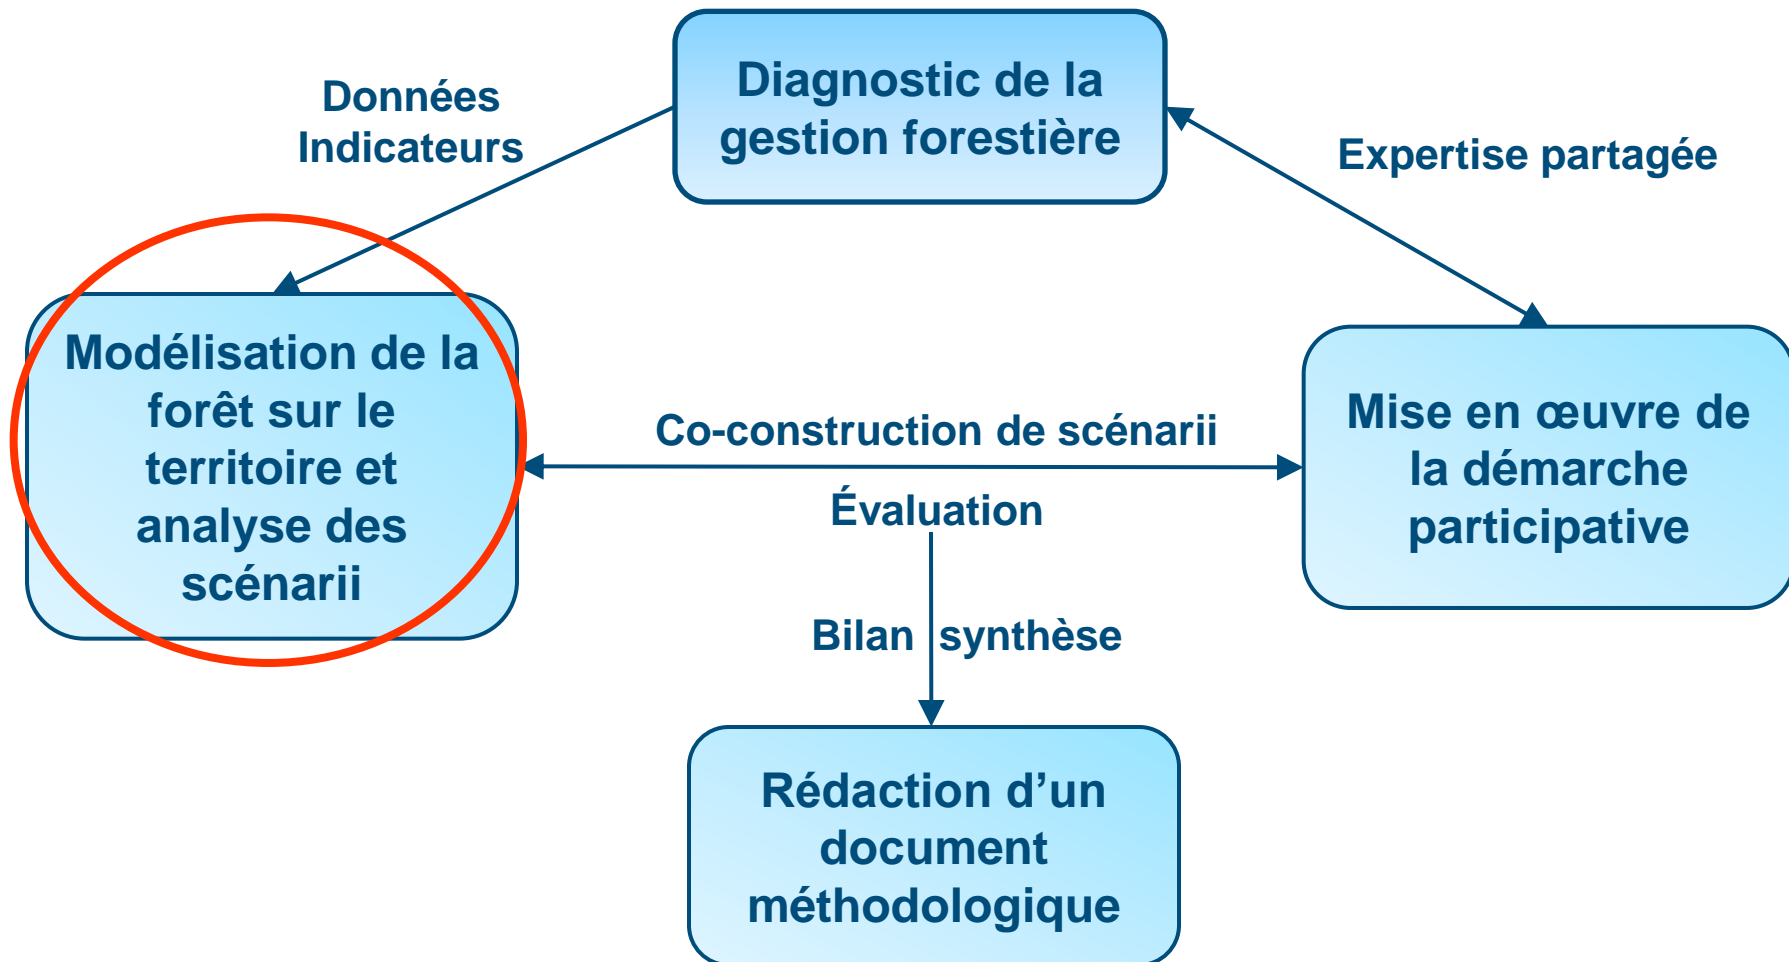 Diagnostic de la
gestion forestière
Données
Indicateurs
Expertise partagée
Modélisation de la
forêt sur le
territoire et
analyse des
scénarii
Co-construction de scénarii
Évaluation
Mise en œuvre de
la démarche
participative
Bilan synthèse
Rédaction d’un
document
méthodologique